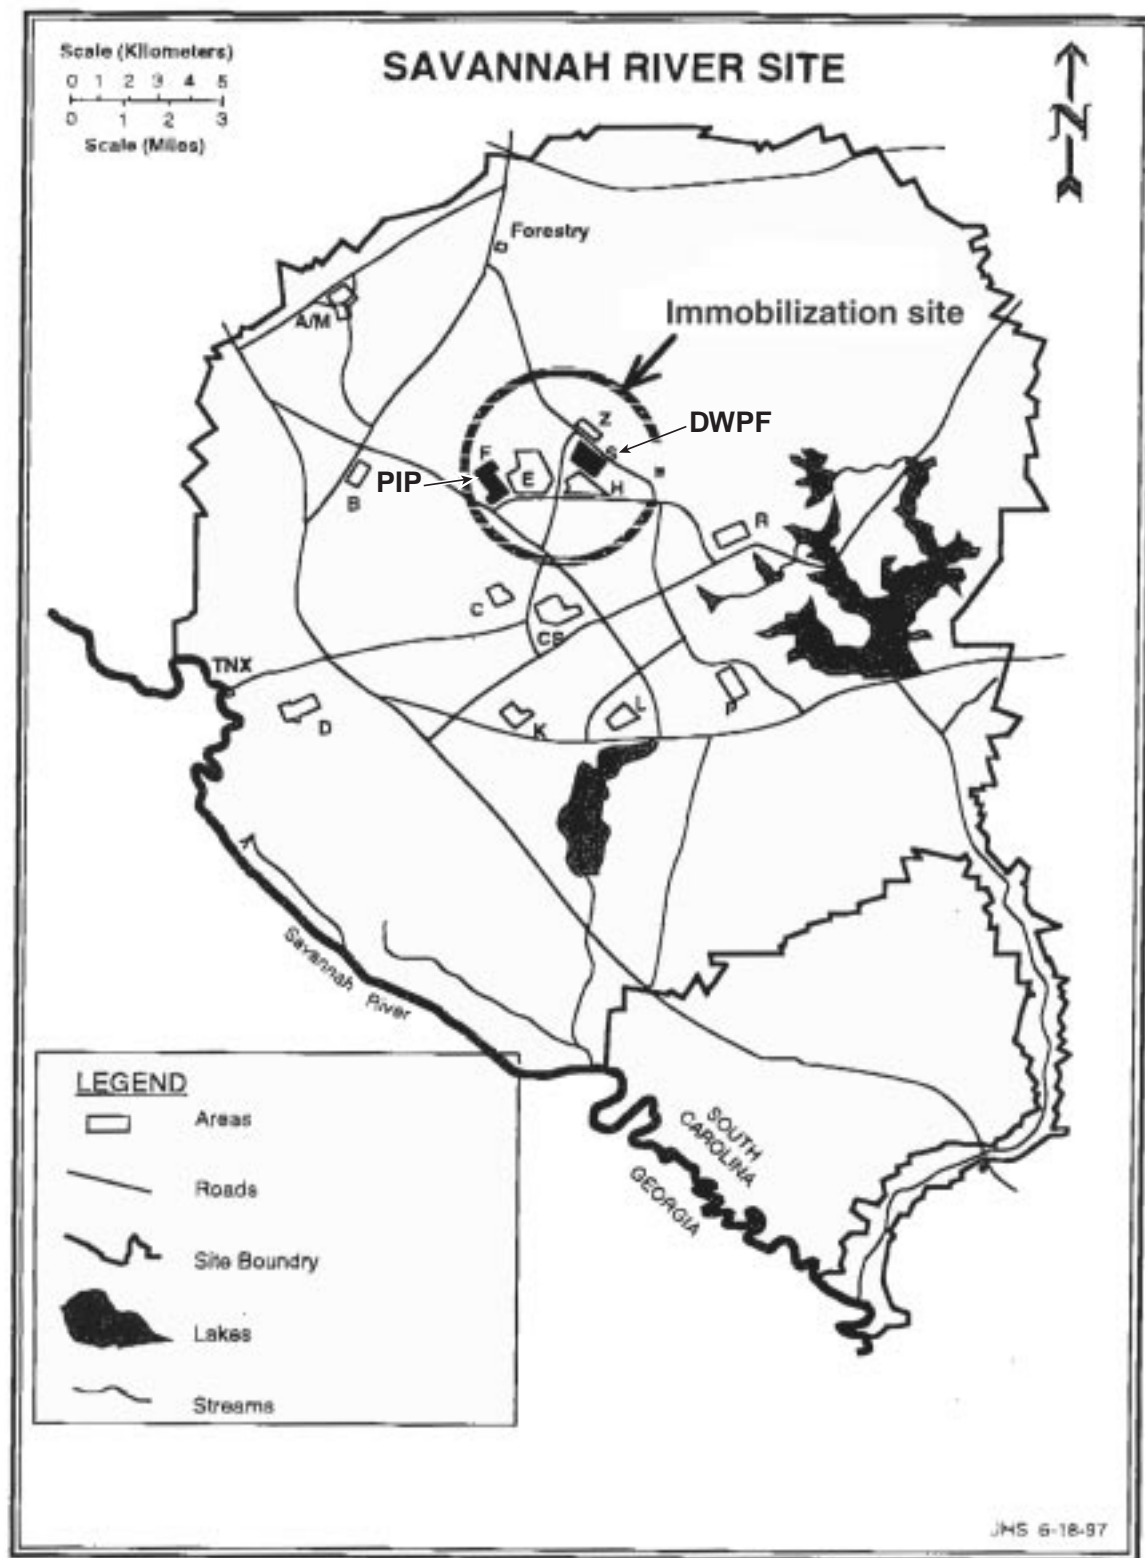 Scale (Kilometers)
0 1 2 3 4 5
0 1 2 3
Scale (Miles)
SAVANNAH RIVER SITE
N
Forestry
A/M
Immobilization site
Z
DWPF
F
S
PIP
E
H
B
R
C
CS
TNX
D
K
L
P
Savannah River
SOUTH
CAROLINA
GEORGIA
LEGEND
Areas
Roads
Site Boundry
Lakes
Streams
JHS 6-18-97